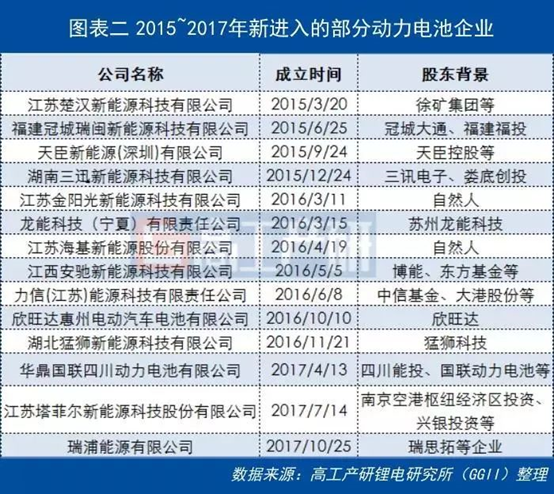 图表二 2015~2017年新进入的部分动力电池企业
公司名称 成立时间 股东背景
江苏楚汉新能源科技有限公司 2015/3/20 徐矿集团等
福建冠城瑞闽新能源科技有限公司 2015/6/25 冠城大通、福建福投
天臣新能源(深圳)有限公司 2015/9/24 天臣控股等
湖南三迅新能源科技有限公司 2015/12/24 三讯电子、娄底创投
江苏金阳光新能源科技有限公司 2016/3/11 自然人
龙能科技（宁夏）有限责任公司 2016/3/15 苏州龙能科技
江苏海基新能源股份有限公司 2016/4/19 自然人
江西安驰新能源科技有限公司 2016/5/5 博能、东方基金等
力信(江苏)能源科技有限责任公司 2016/6/8 中信基金、大港股份等
欣旺达惠州电动汽车电池有限公司 2016/10/10 欣旺达
湖北猛狮新能源科技有限公司 2016/11/21 猛狮科技
华鼎国联四川动力电池有限公司 2017/4/13 四川能投、国联动力电池等
江苏塔菲尔新能源科技股份有限公司 2017/7/14 南京空港枢纽经济区投资、
兴银投资等
瑞浦能源有限公司 2017/10/25 瑞思拓等企业
数据来源：高工产研锂电研究所（GGII）整理
高工产研